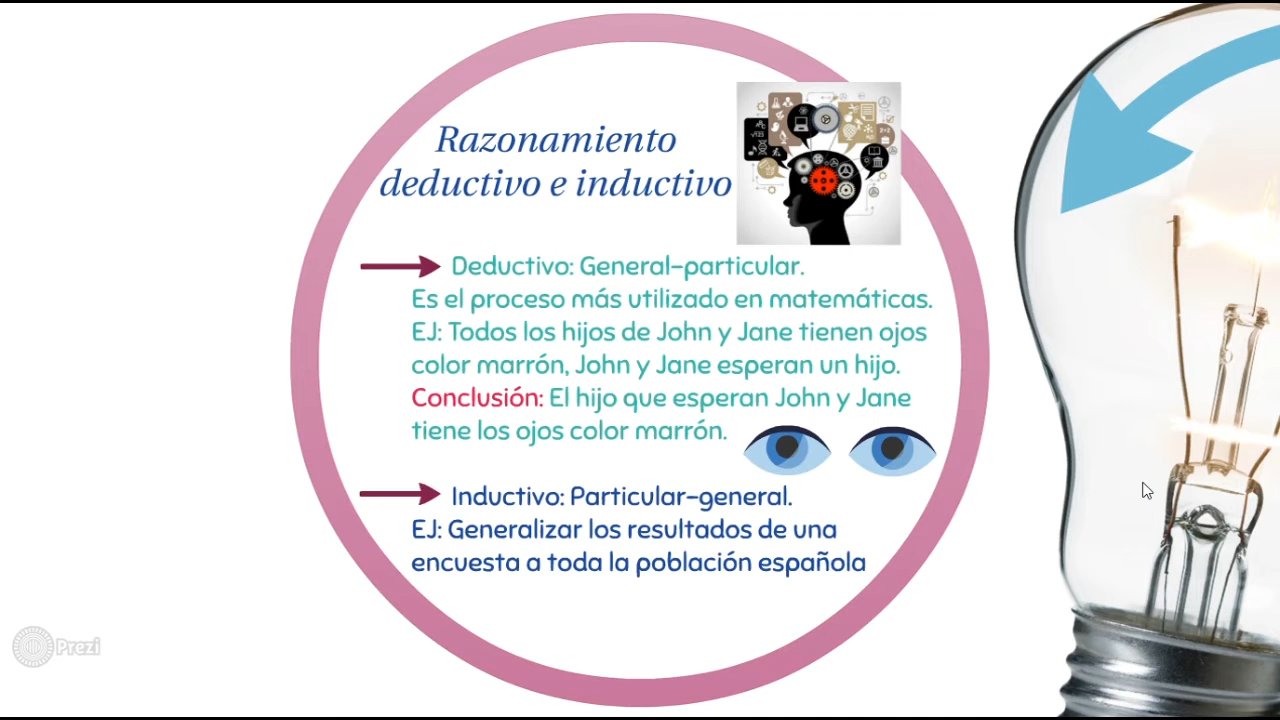 Razonamiento
deductivo e inductivo
Deductivo: General-particular.
Es el proceso más utilizado en matemáticas.
EJ: Todos los hijos de John y Jane tienen ojos
color marrón, John y Jane esperan un hijo.
Conclusión: El hijo que esperan John y Jane
tiene los ojos color marrón.
Inductivo: Particular-general.
EJ: Generalizar los resultados de una
encuesta a toda la población española
Prezi